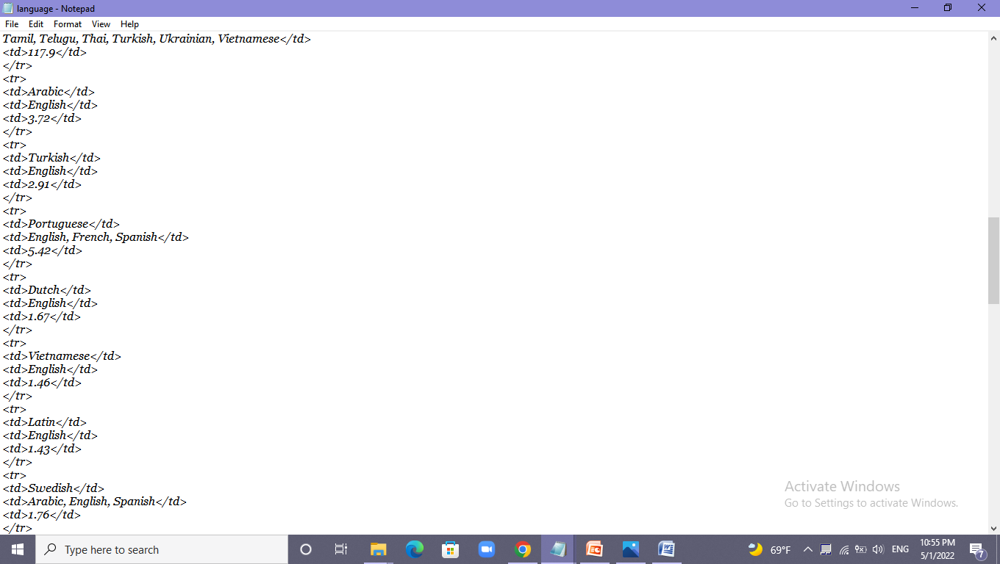 language - Notepad
File Edit Format View Help
Tamil, Telugu, Thai, Turkish, Ukrainian, Vietnamese</td>
<td>117.9</td>
</tr>
<tr>
<td>Arabic</td>
<td>English</td>
<td>3.72</td>
</tr>
<tr>
<td>Turkish</td>
<td>English</td>
<td>2.91</td>
</tr>
<tr>
<td>Portuguese</td>
<td>English, French, Spanish</td>
<td>5.42</td>
</tr>
<tr>
<td>Dutch</td>
<td>English</td>
<td>1.67</td>
</tr>
<tr>
<td>Vietnamese</td>
<td>English</td>
<td>1.46</td>
</tr>
<tr>
<td>Latin</td>
<td>English</td>
<td>1.43</td>
</tr>
<tr>
<td>Swedish</td>
<td>Arabic, English, Spanish</td>
<td>1.76</td>
</tr>
Activate Windows
Go to Settings to activate Windows.
Type here to search
69°F
ENG
10:55 PM
5/1/2022
7